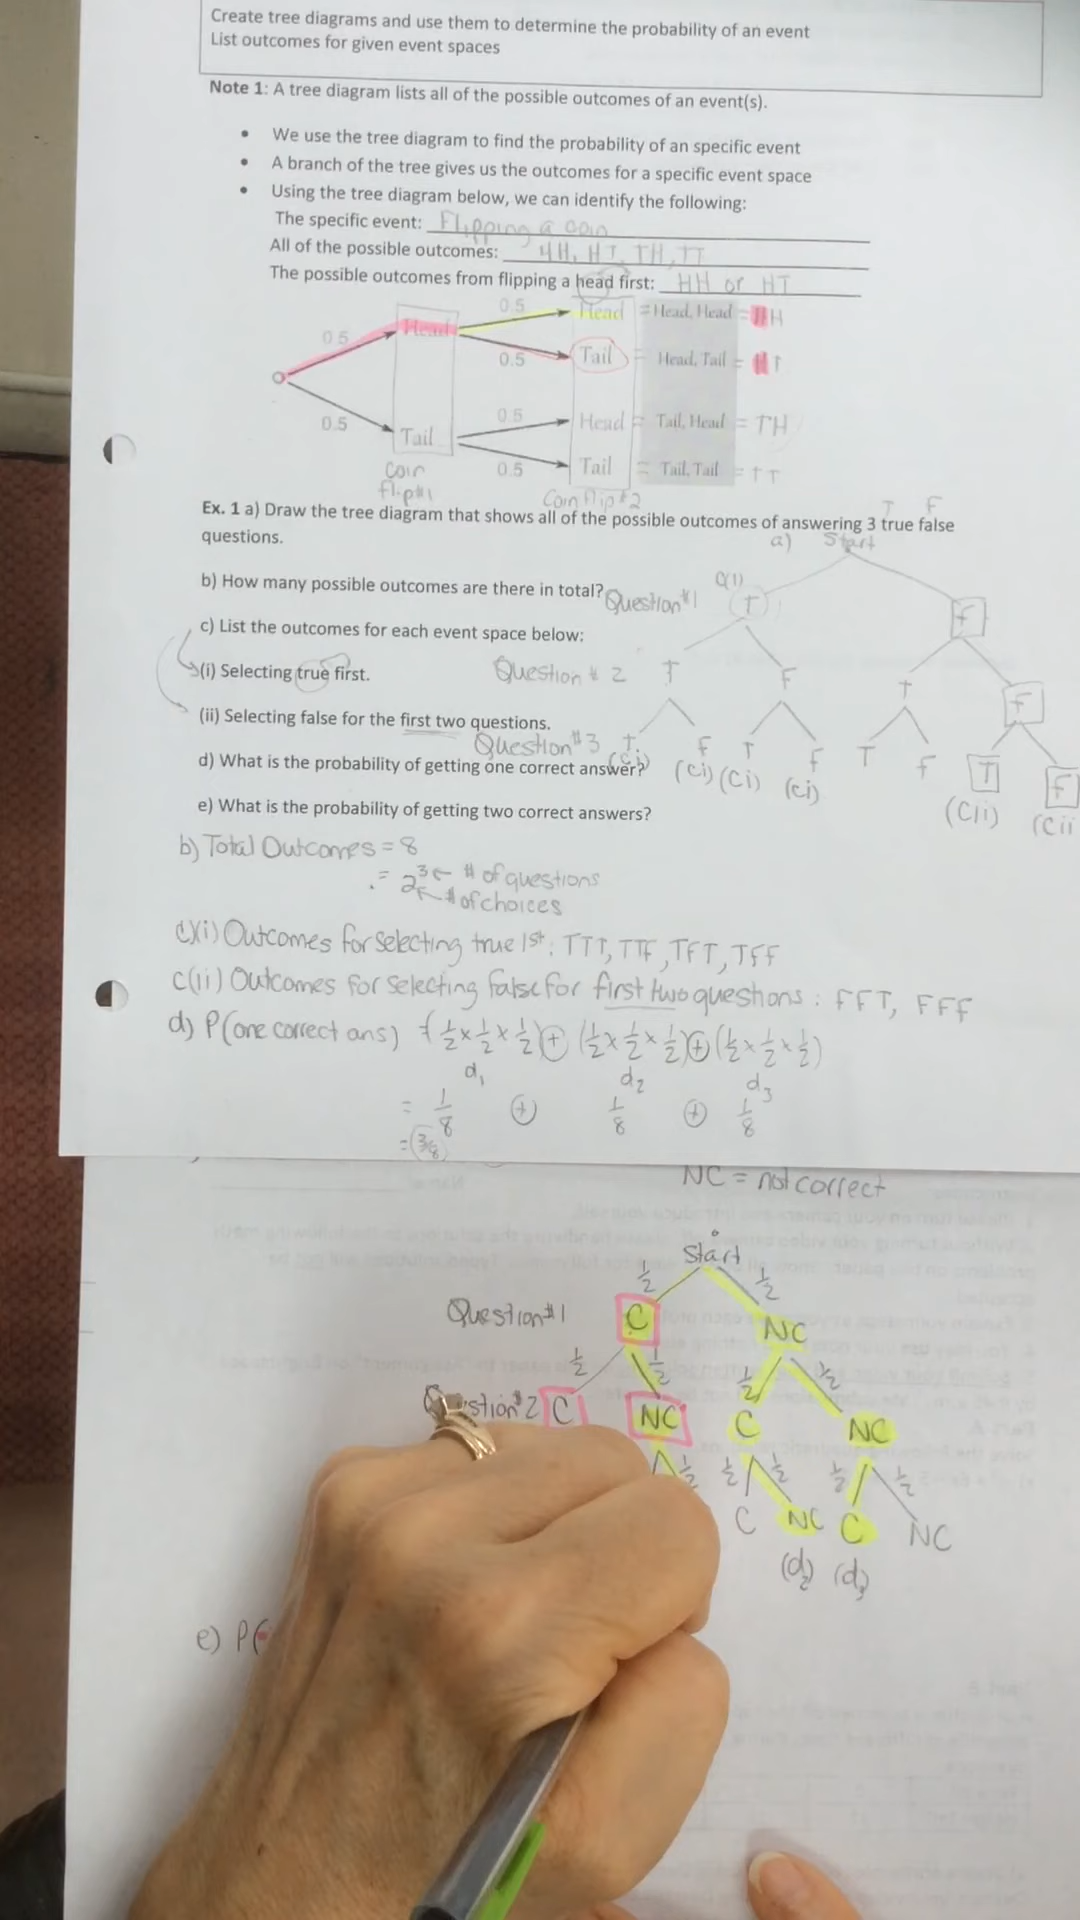 Create tree diagrams and use them to determine the probability of an event
List outcomes for given event spaces
Note 1: A tree diagram lists all of the possible outcomes of an event(s).
• We use the tree diagram to find the probability of an specific event
• A branch of the tree gives us the outcomes for a specific event space
• Using the tree diagram below, we can identify the following:
The specific event: Flipping a coin
All of the possible outcomes: HH, HT, TH, TT
The possible outcomes from flipping a head first: HH or HT
0.5 Head = Head, Head = HH
0.5 Head
0.5 Tail = Head, Tail = HT
0.5 Tail
0.5 Head = Tail, Head = TH
0.5 Tail = Tail, Tail = TT
Coin flip #1
Coin flip #2
T F
Ex. 1 a) Draw the tree diagram that shows all of the possible outcomes of answering 3 true false
questions.
a) Start
b) How many possible outcomes are there in total?
Question #1 Q(1) T F
c) List the outcomes for each event space below:
(i) Selecting true first.
Question # 2 T F T F
(ii) Selecting false for the first two questions.
Question #3 T F T F T F T F
(ci) (ci) (ci) (ci) (cii) (cii
d) What is the probability of getting one correct answer?
e) What is the probability of getting two correct answers?
b) Total Outcomes = 8
= 2³ ← # of questions
← # of choices
c)(i) Outcomes for selecting true 1st: TTT, TTF, TFT, TFF
c(ii) Outcomes for selecting false for first two questions: FFT, FFF
d) P(one correct ans) = (½ × ½ × ½) + (½ × ½ × ½) + (½ × ½ × ½)
d₁ d₂ d₃
= 1/8 + 1/8 + 1/8
= 3/8
NC = not correct
Start
½ ½
Question #1 C NC
½ ½ ½ ½
Question #2 C NC C NC
½ ½ ½ ½ ½
C NC C NC
(d₂) (d₃)
e) P(